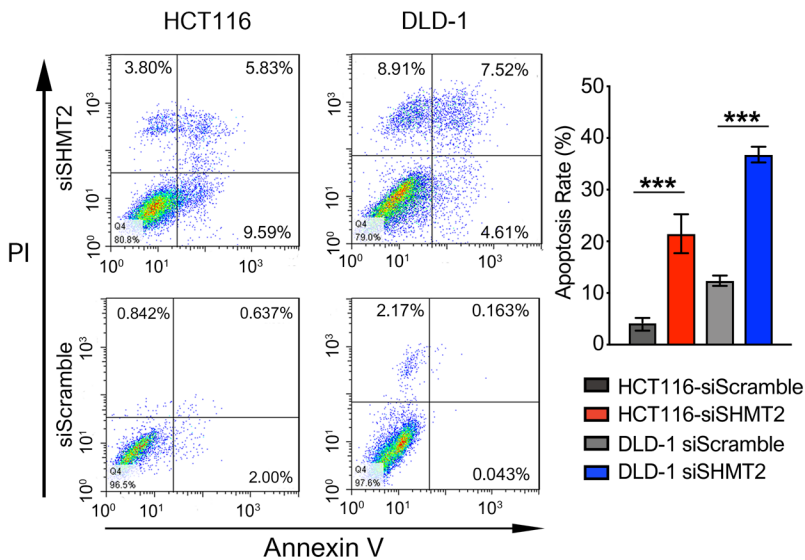 HCT116 DLD-1
PI
siSHMT2
3.80% 5.83%
10³
10¹
10⁰
Q4
80.8%
9.59%
10⁰ 10¹ 10³
8.91% 7.52%
10³
10¹
10⁰
Q4
79.0%
4.61%
10⁰ 10¹ 10³
siScramble
0.842% 0.637%
10³
10¹
10⁰
Q4
96.5%
2.00%
10⁰ 10¹ 10³
2.17% 0.163%
10³
10¹
10⁰
Q4
97.6%
0.043%
10⁰ 10¹ 10³
Annexin V
Apoptosis Rate (%)
50
40
30
20
10
0
***
***
HCT116-siScramble
HCT116-siSHMT2
DLD-1 siScramble
DLD-1 siSHMT2